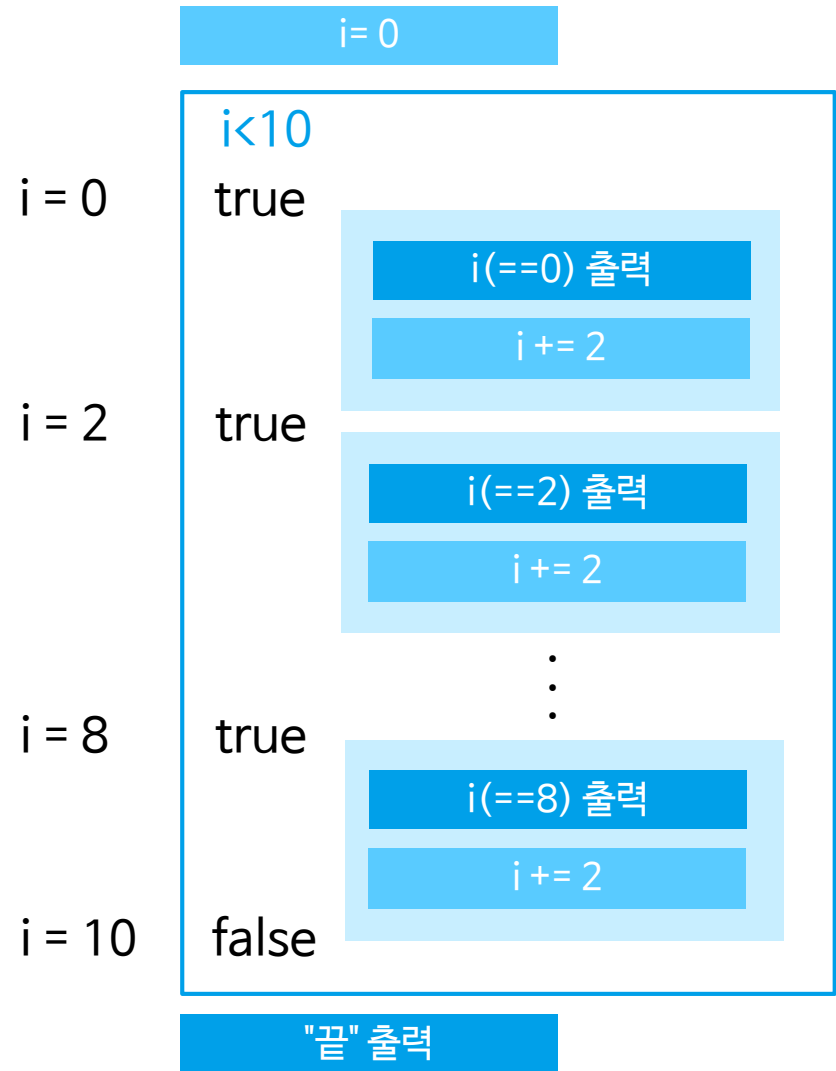 i= 0
i<10
i = 0 true
i(==0) 출력
i += 2
i = 2 true
i(==2) 출력
i += 2
i = 8 true
i(==8) 출력
i += 2
i = 10 false
"끝" 출력